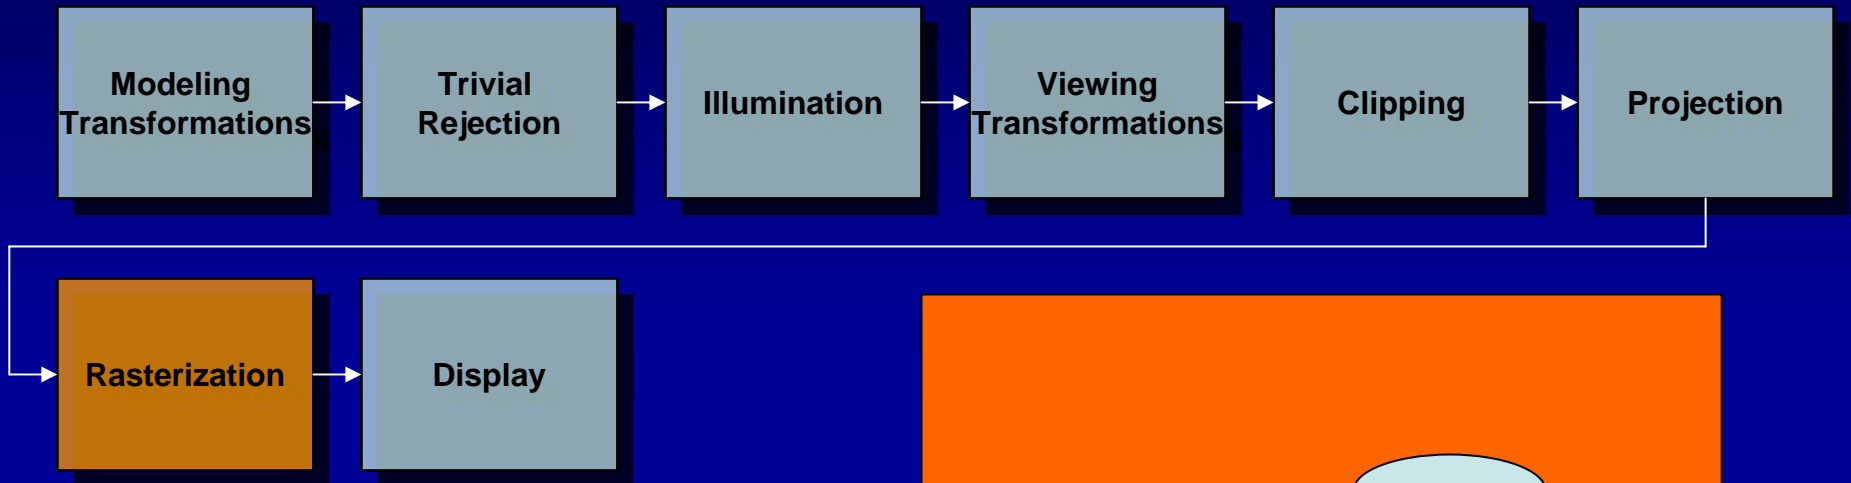 Modeling
Transformations
Trivial
Rejection
Illumination
Viewing
Transformations
Clipping
Projection
Rasterization
Display